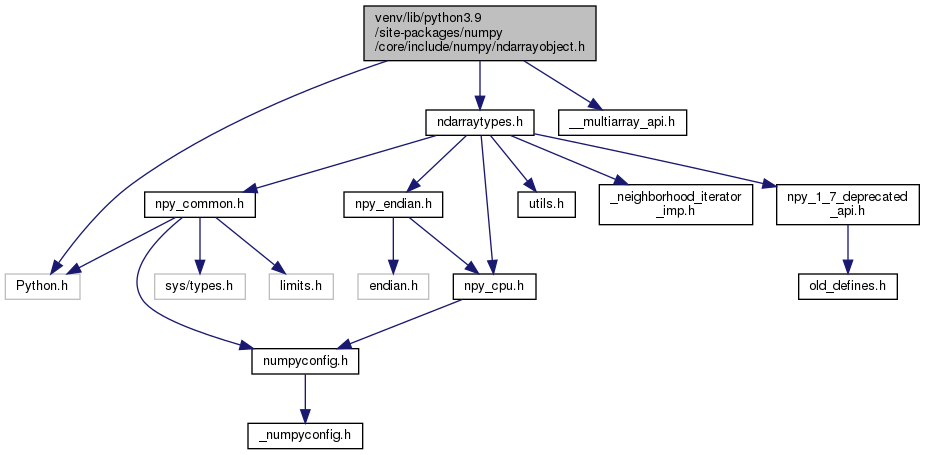 venv/lib/python3.9
/site-packages/numpy
/core/include/numpy/ndarrayobject.h
ndarraytypes.h
__multiarray_api.h
npy_common.h
npy_endian.h
utils.h
_neighborhood_iterator
_imp.h
npy_1_7_deprecated
_api.h
Python.h
sys/types.h
limits.h
endian.h
npy_cpu.h
old_defines.h
numpyconfig.h
_numpyconfig.h